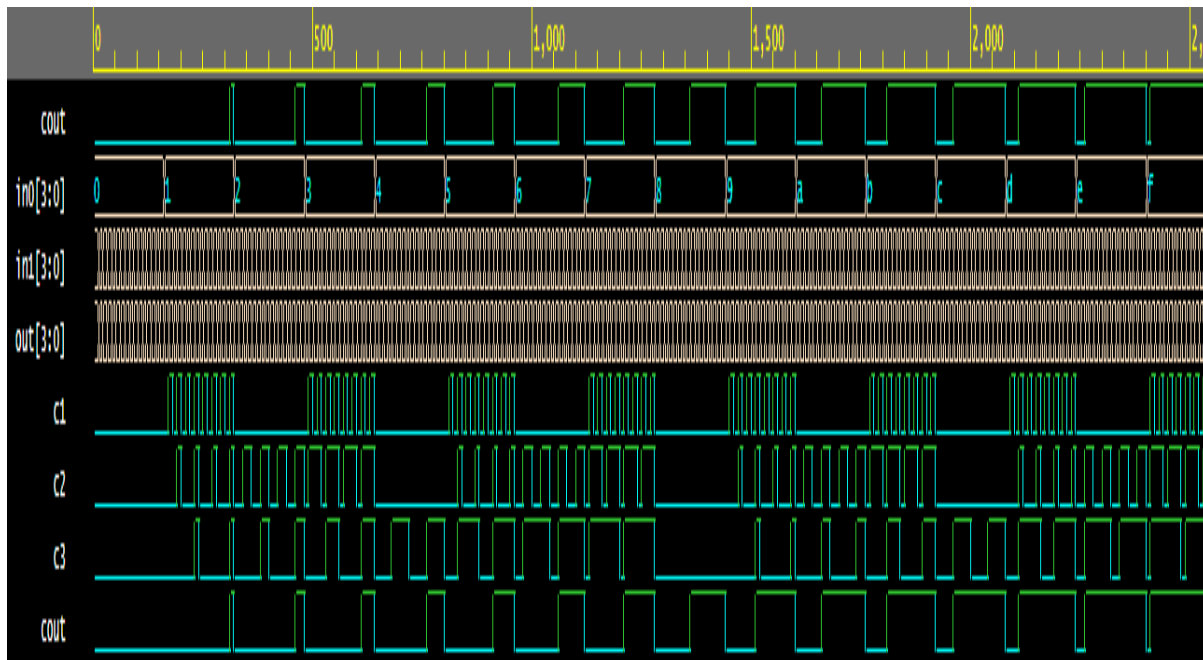 0 500 1,000 1,500 2,000 2,
cout
in0[3:0] 0 1 2 3 4 5 6 7 8 9 a b c d e f
in1[3:0]
out[3:0]
c1
c2
c3
cout